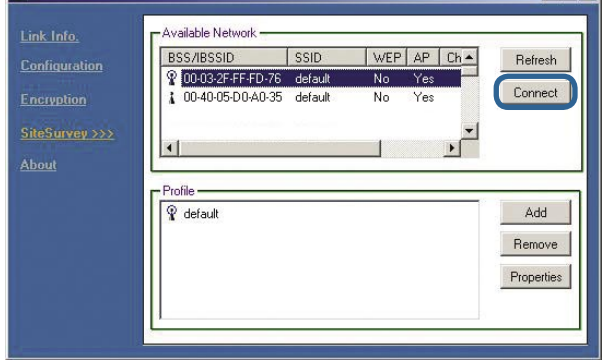 Link Info.
Configuration
Encryption
SiteSurvey >>>
About
Available Network
BSS/IBSSID SSID WEP AP Ch
00-03-2F-FF-FD-76 default No Yes
00-40-05-D0-A0-35 default No Yes
Refresh
Connect
Profile
default
Add
Remove
Properties